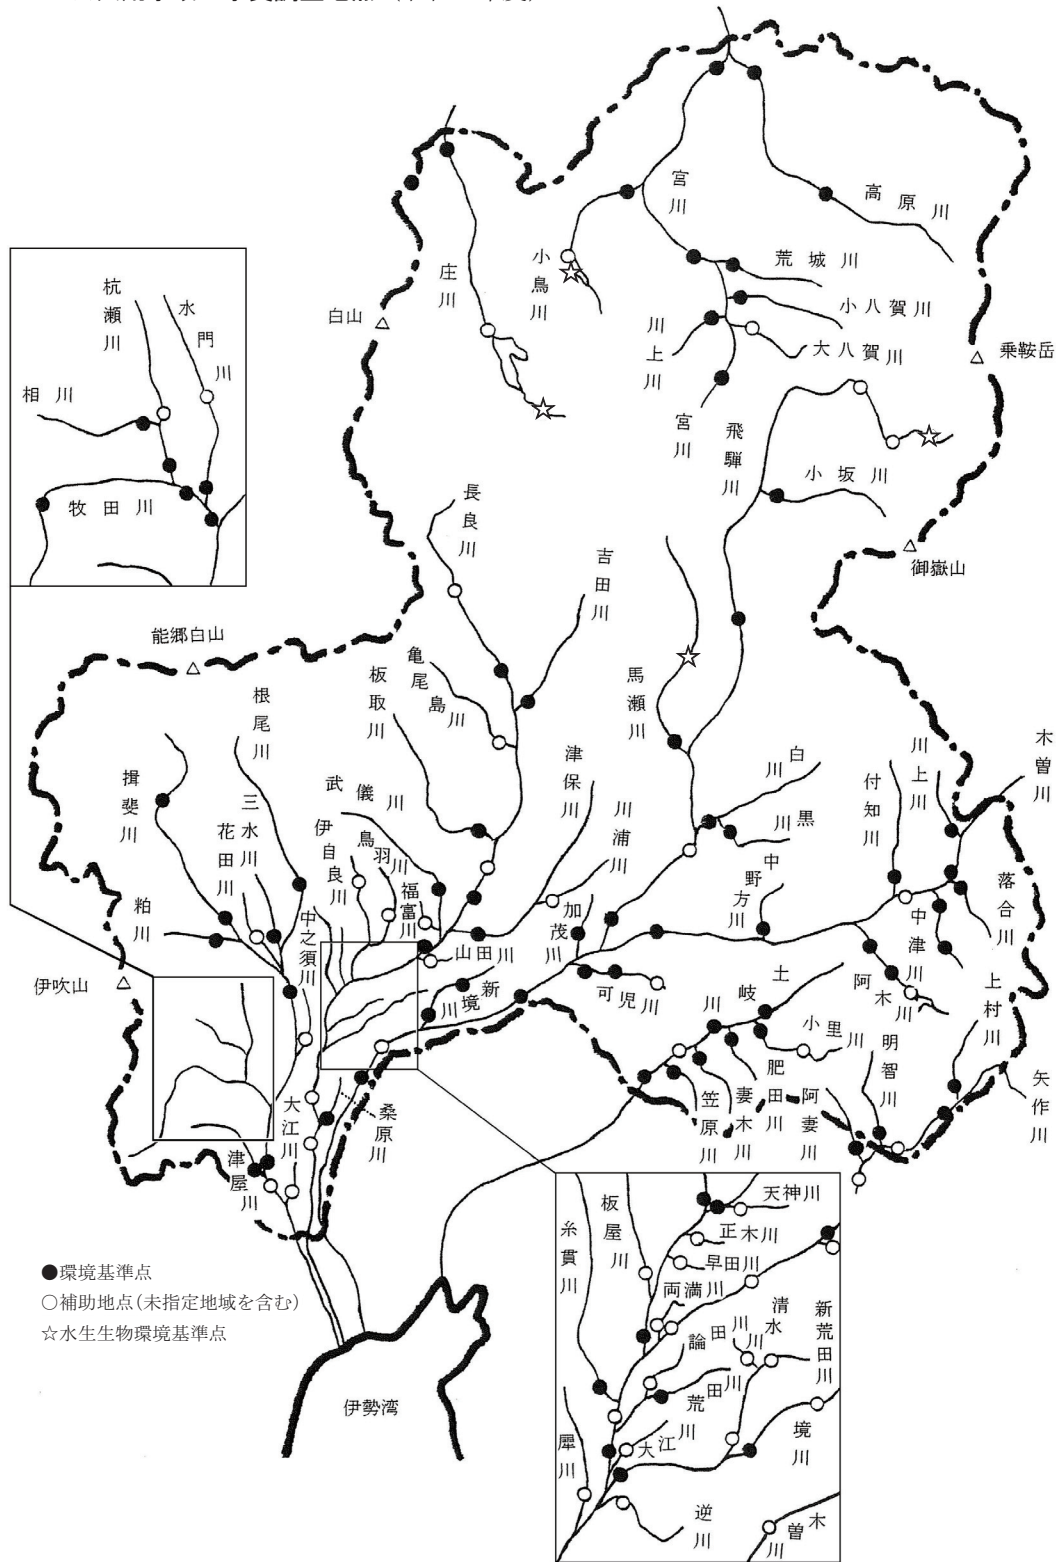 宮川
高原川
荒城川
小八賀川
大八賀川
川上川
宮川
小鳥川
庄川
白山
乗鞍岳
飛騨川
小坂川
御嶽山
杭瀬川
水門川
相川
牧田川
長良川
吉田川
能郷白山
亀尾島川
板取川
馬瀬川
根尾川
揖斐川
三水川
花田川
武儀川
伊自良川
鳥羽川
福富川
津保川
川浦川
白川
黒川
付知川
川上川
木曽川
粕川
中之須川
山田川
加茂川
中野方川
落合川
中津川
阿木川
伊吹山
新境川
可児川
土岐川
小里川
上村川
明智川
矢作川
大江川
桑原川
笠原川
妻木川
肥田川
阿妻川
津屋川
●環境基準点
○補助地点(未指定地域を含む)
☆水生生物環境基準点
伊勢湾
糸貫川
板屋川
天神川
正木川
早田川
両満川
論田川
清水川
新荒田川
荒田川
境川
大江川
犀川
逆川
木曽川